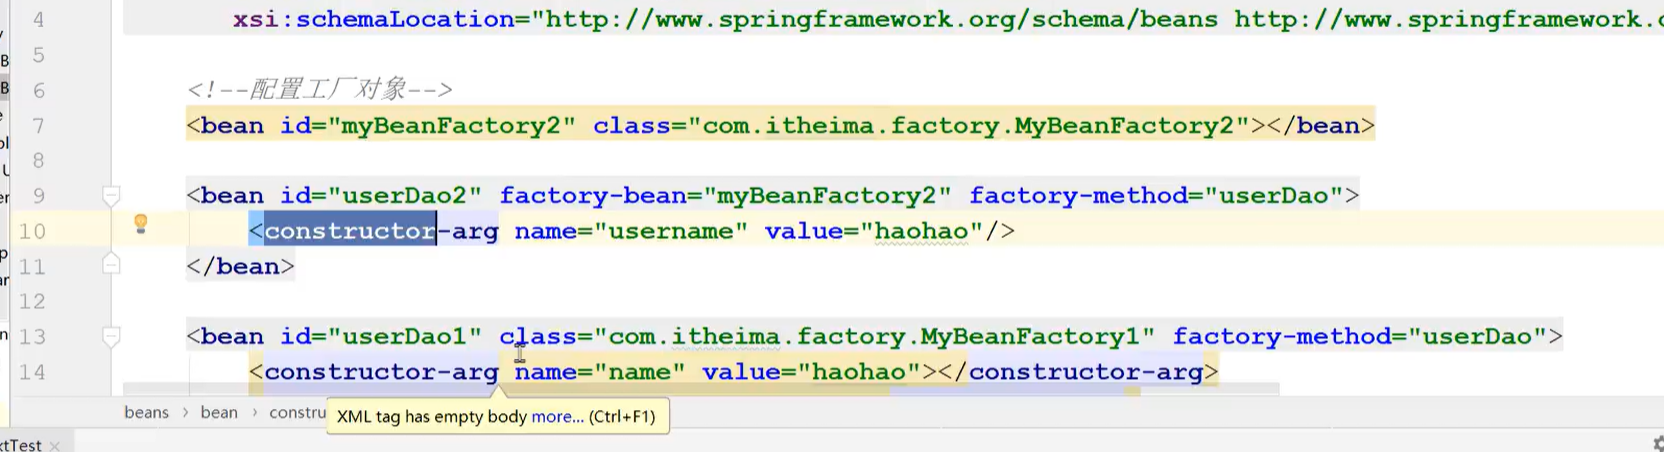 4 xsi:schemaLocation="http://www.springframework.org/schema/beans http://www.springframework.
5
6 <!--配置工厂对象-->
7 <bean id="myBeanFactory2" class="com.itheima.factory.MyBeanFactory2"></bean>
8
9 <bean id="userDao2" factory-bean="myBeanFactory2" factory-method="userDao">
10 <constructor-arg name="username" value="haohao"/>
11 </bean>
12
13 <bean id="userDao1" class="com.itheima.factory.MyBeanFactory1" factory-method="userDao">
14 <constructor-arg name="name" value="haohao"></constructor-arg>
beans › bean › constru
XML tag has empty body more... (Ctrl+F1)
xtTest ×